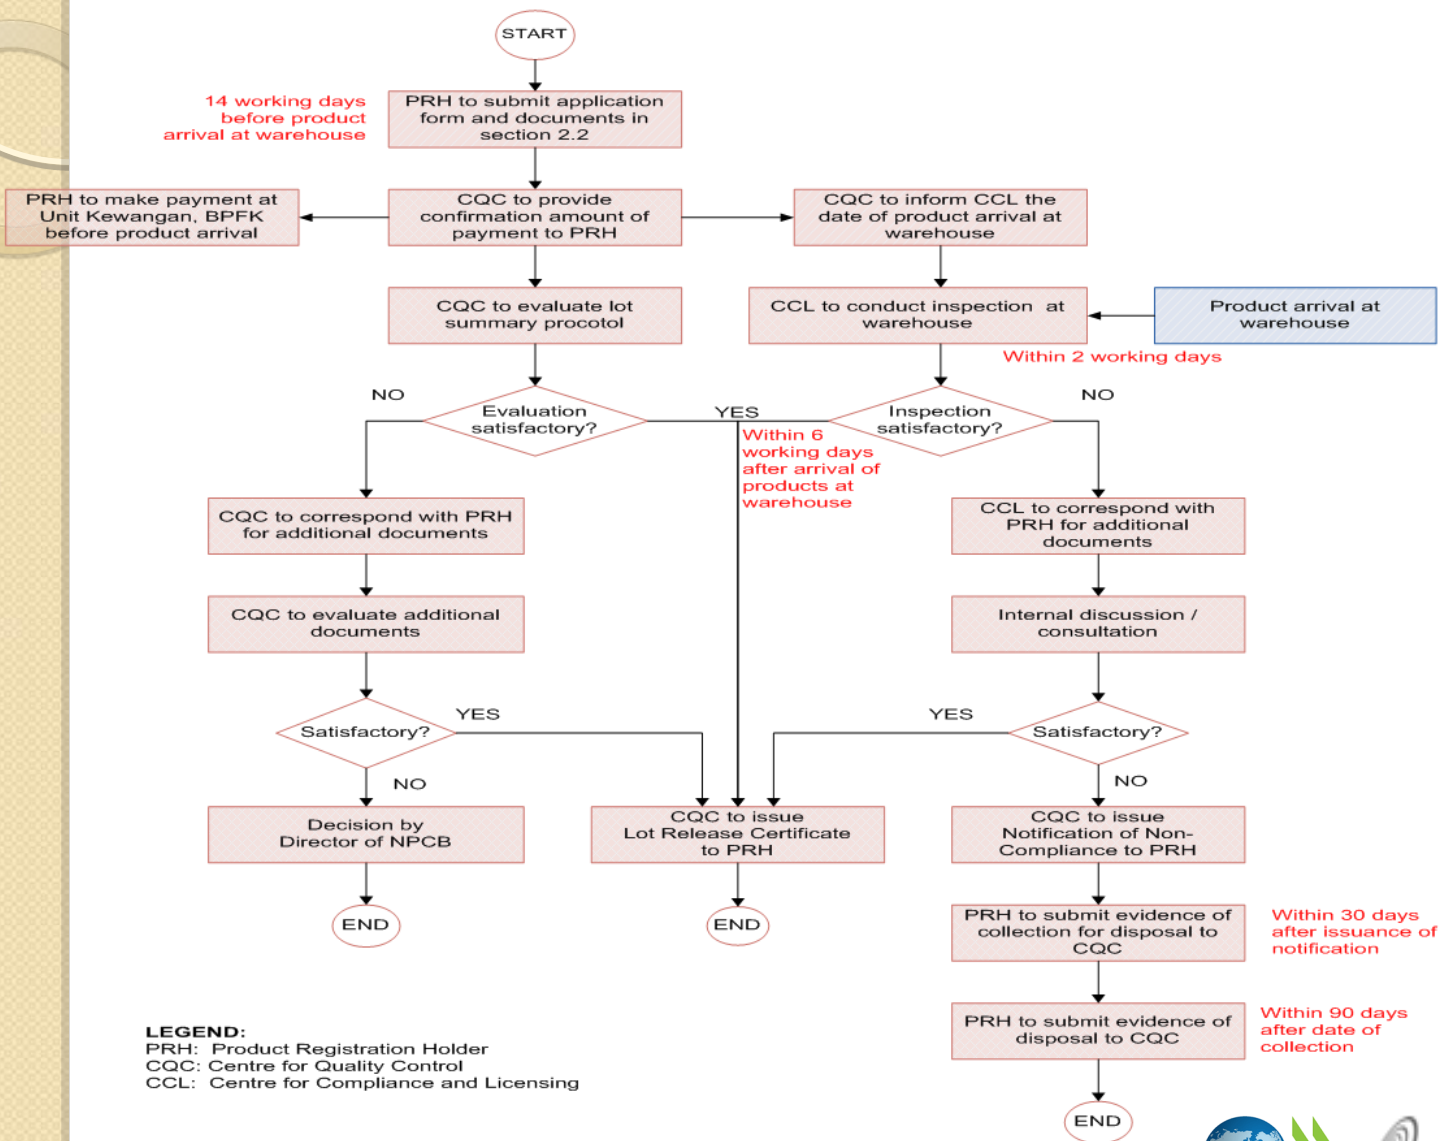 START
14 working days
before product
arrival at warehouse
PRH to submit application
form and documents in
section 2.2
PRH to make payment at
Unit Kewangan, BPFK
before product arrival
CQC to provide
confirmation amount of
payment to PRH
CQC to inform CCL the
date of product arrival at
warehouse
CQC to evaluate lot
summary procotol
CCL to conduct inspection at
warehouse
Product arrival at
warehouse
Within 2 working days
NO
Evaluation
satisfactory?
YES
Inspection
satisfactory?
NO
Within 6
working days
after arrival of
products at
warehouse
CQC to correspond with PRH
for additional documents
CCL to correspond with
PRH for additional
documents
CQC to evaluate additional
documents
Internal discussion /
consultation
Satisfactory?
YES
YES
Satisfactory?
NO
NO
Decision by
Director of NPCB
CQC to issue
Lot Release Certificate
to PRH
CQC to issue
Notification of Non-
Compliance to PRH
END
END
PRH to submit evidence of
collection for disposal to
CQC
Within 30 days
after issuance of
notification
PRH to submit evidence of
disposal to CQC
Within 90 days
after date of
collection
END
LEGEND:
PRH: Product Registration Holder
CQC: Centre for Quality Control
CCL: Centre for Compliance and Licensing